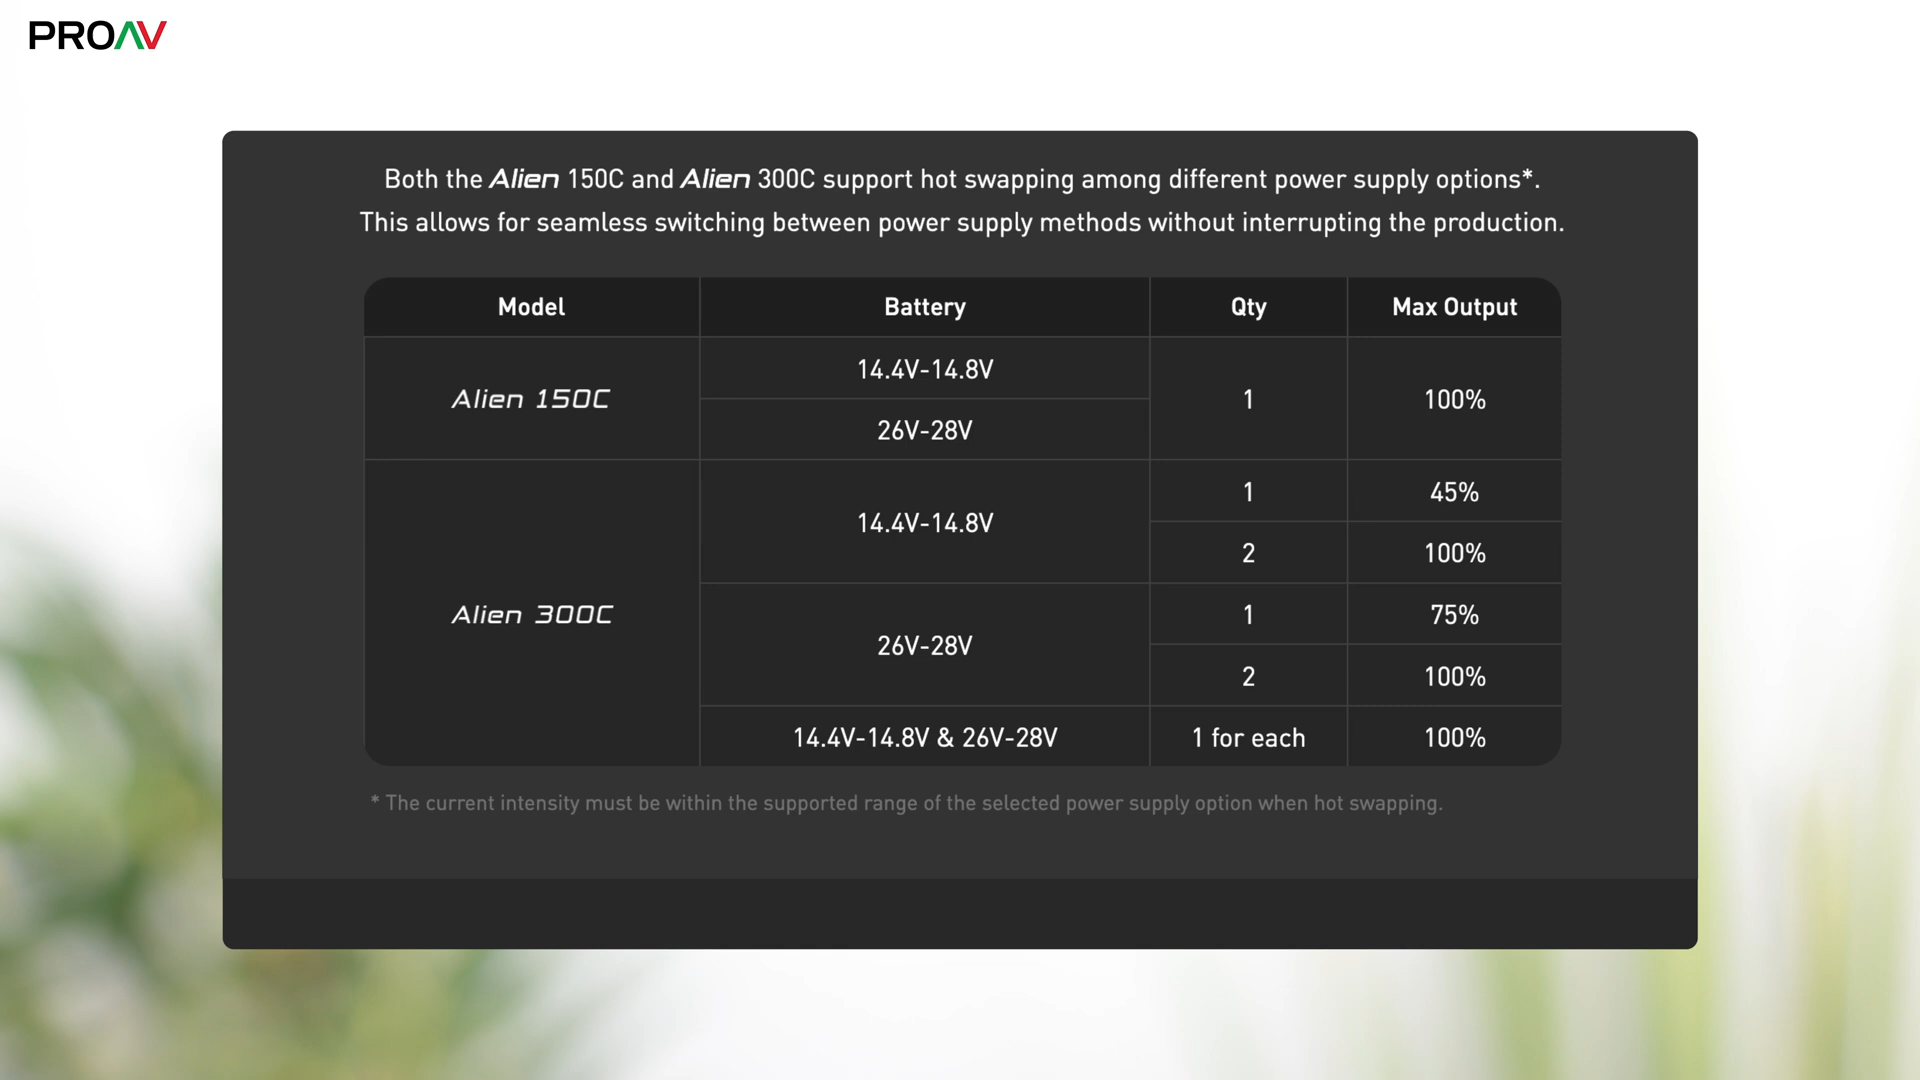 PROAV
Both the Alien 150C and Alien 300C support hot swapping among different power supply options*.
This allows for seamless switching between power supply methods without interrupting the production.
Model Battery Qty Max Output
Alien 150C
14.4V-14.8V
26V-28V
1
100%
Alien 300C
14.4V-14.8V
1 45%
2 100%
26V-28V
1 75%
2 100%
14.4V-14.8V & 26V-28V 1 for each 100%
* The current intensity must be within the supported range of the selected power supply option when hot swapping.